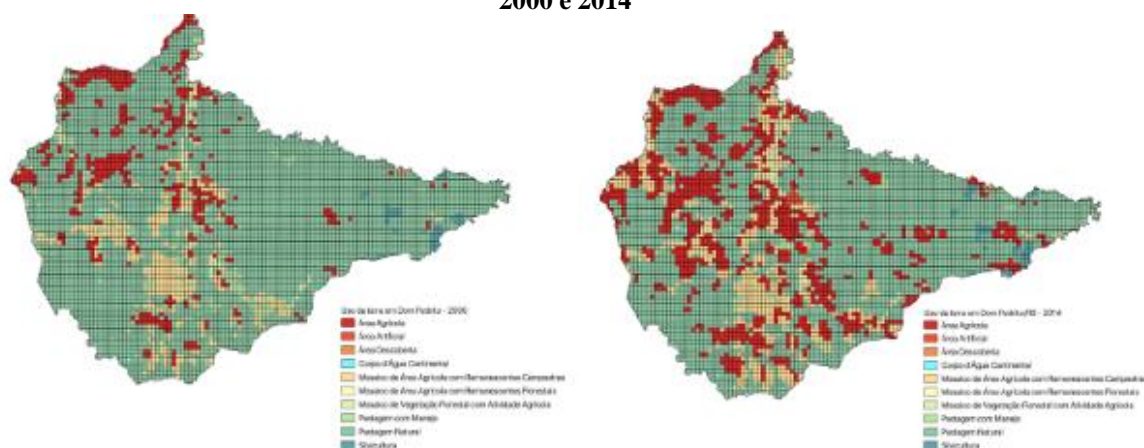 2000 e 2014
Uso da terra em Dom Pedrito - 2000
Área Agrícola
Área Artificial
Área Descoberta
Corpo d'Água Continental
Mosaico de Área Agrícola com Remanescentes Campestres
Mosaico de Área Agrícola com Remanescentes Florestais
Mosaico de Vegetação Florestal com Atividade Agrícola
Pastagem com Manejo
Pastagem Natural
Silvicultura
Uso da terra em Dom Pedrito/RS - 2014
Área Agrícola
Área Artificial
Área Descoberta
Corpo d'Água Continental
Mosaico de Área Agrícola com Remanescentes Campestres
Mosaico de Área Agrícola com Remanescentes Florestais
Mosaico de Vegetação Florestal com Atividade Agrícola
Pastagem com Manejo
Pastagem Natural
Silvicultura